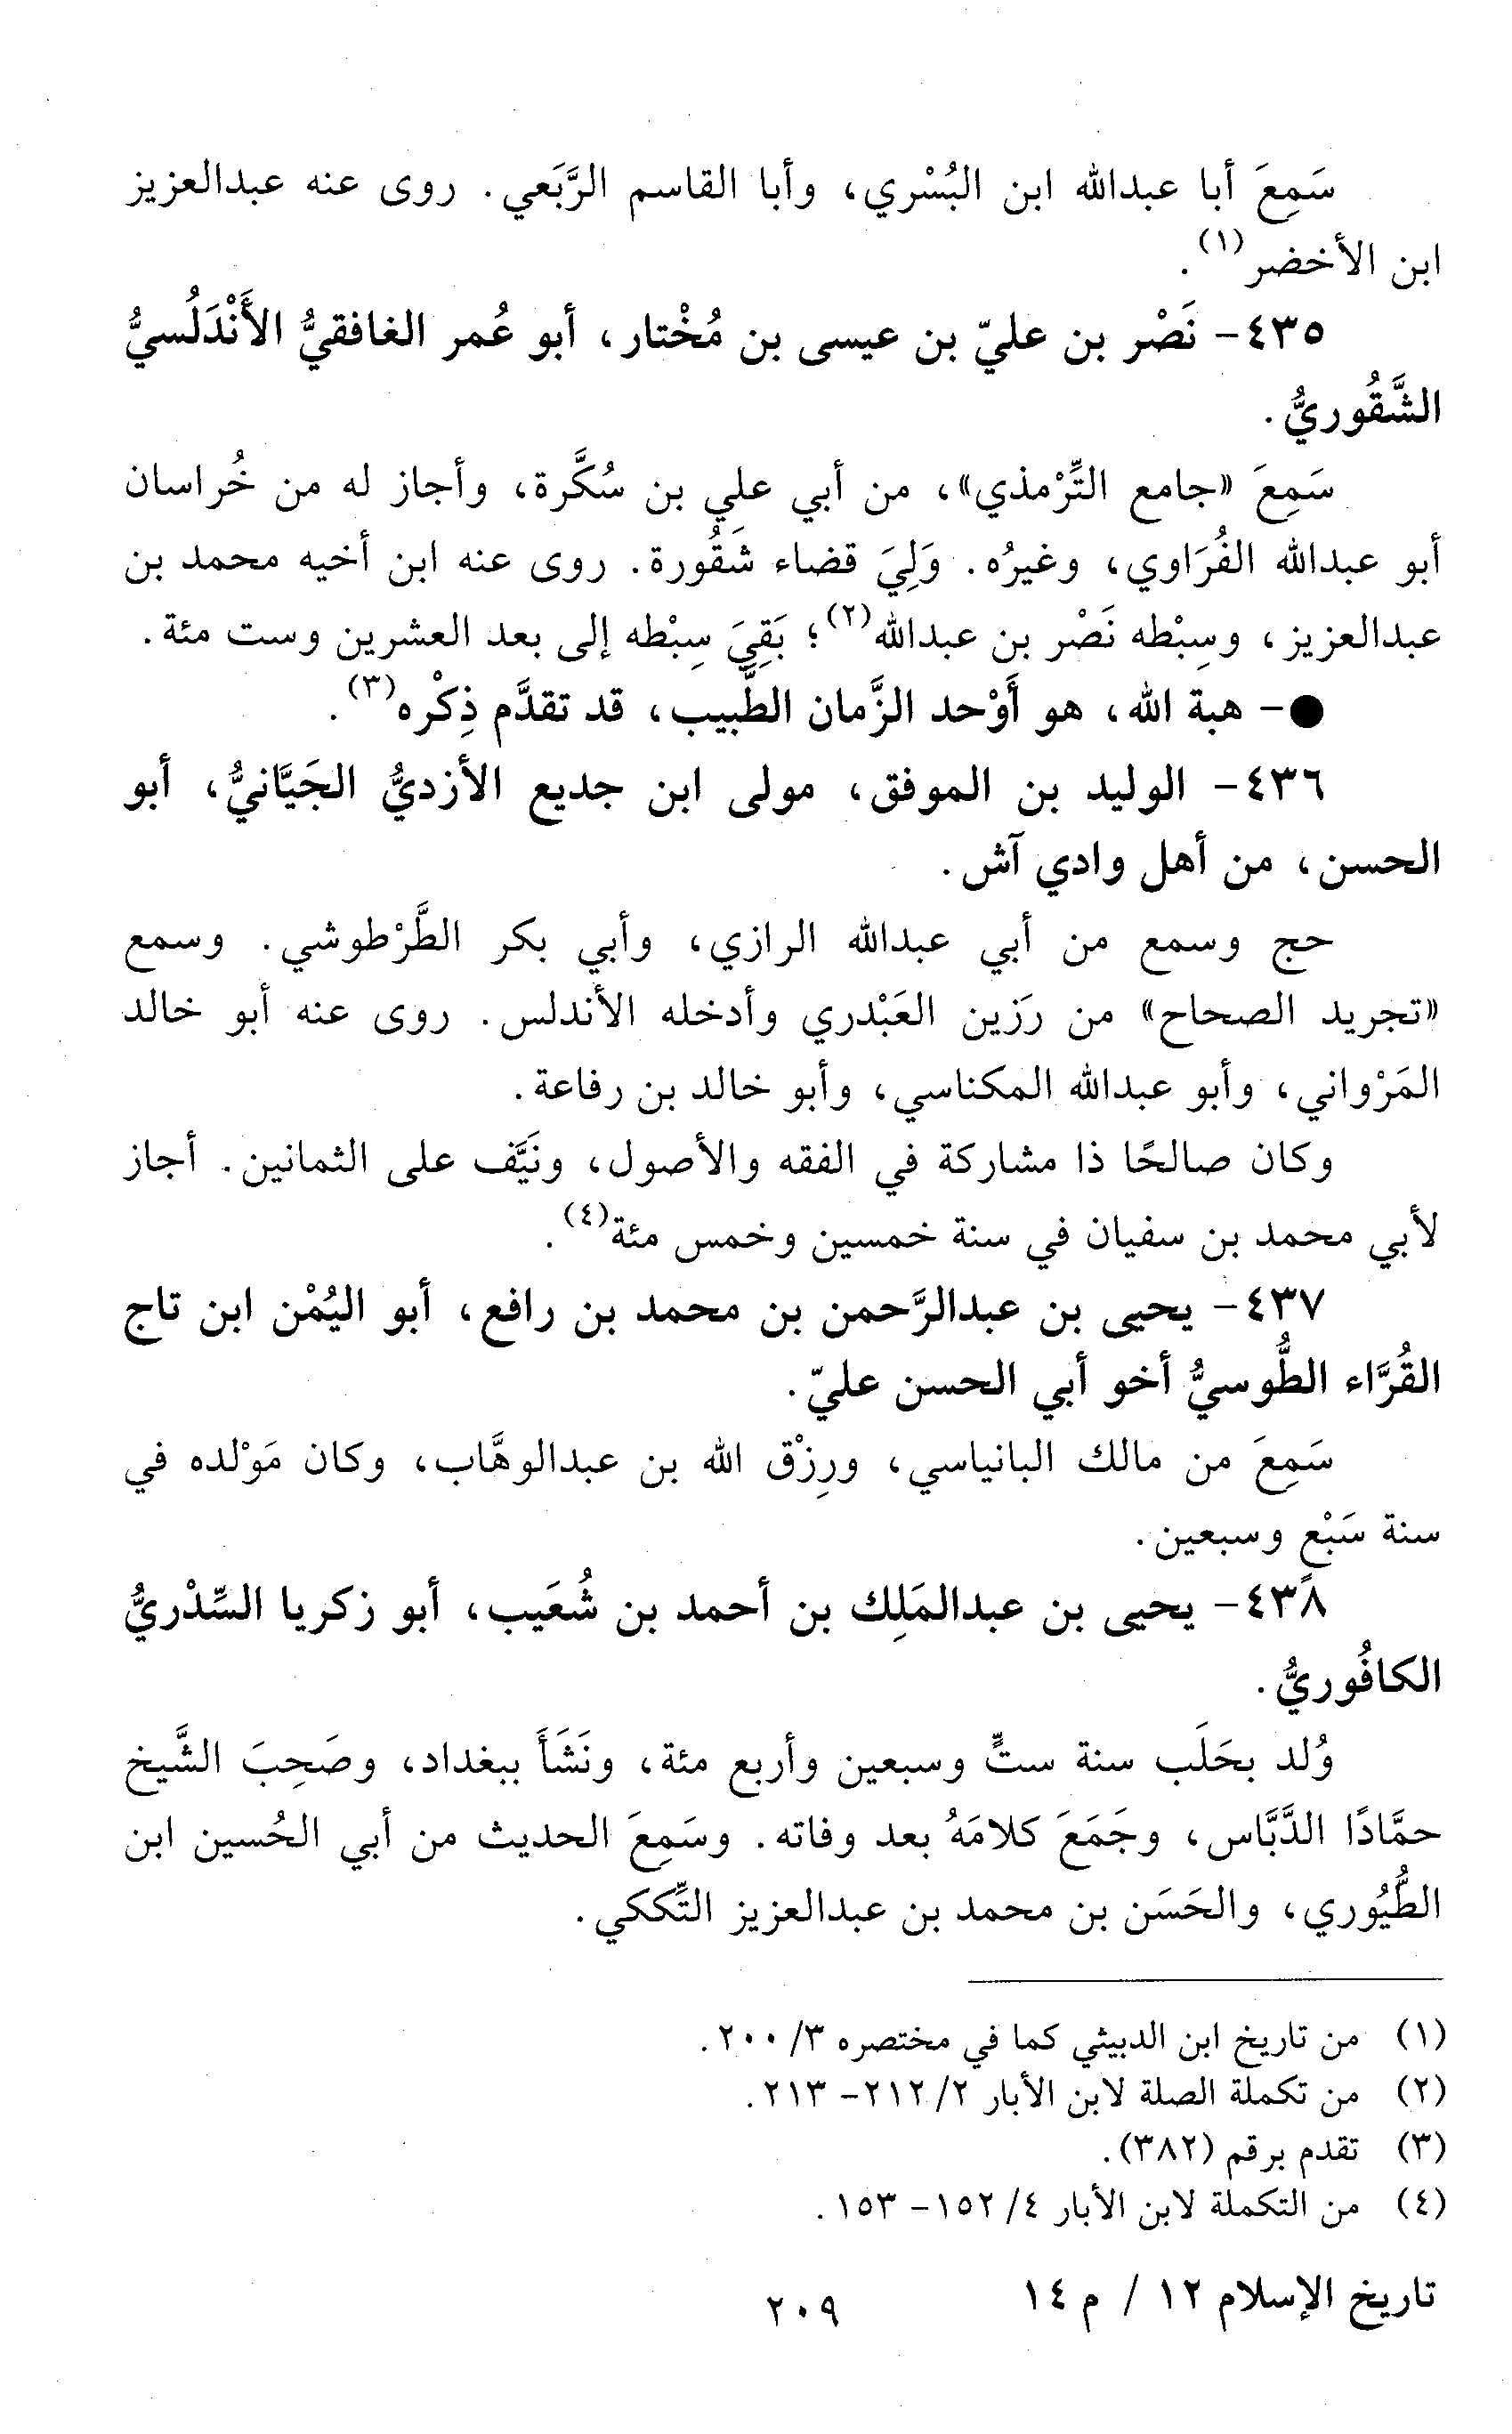 سَمِعَ أبا عبدالله ابن البُسْري، وأبا القاسم الرَّبَعي. روى عنه عبدالعزيز
ابن الأخضر(١).
٤٣٥- نَصْر بن عليّ بن عيسى بن مُخْتار، أبو عُمر الغافقيُّ الأَنْدَلُسيُّ
الشَّقُوريُّ.
سَمِعَ «جامع التِّرْمذي»، من أبي علي بن سُكَّرة، وأجاز له من خُراسان
أبو عبدالله الفُرَاوي، وغيرُه. وَلِيَ قضاء شَقُورة. روى عنه ابن أخيه محمد بن
عبدالعزيز، وسِبْطه نَصْر بن عبدالله(٢)؛ بَقِيَ سِبْطه إلى بعد العشرين وست مئة.
●- هبة الله، هو أَوْحد الزَّمان الطَّبيب، قد تقدَّم ذِكْره(٣).
٤٣٦- الوليد بن الموفق، مولى ابن جديع الأزديُّ الجَيَّانيُّ، أبو
الحسن، من أهل وادي آش.
حج وسمع من أبي عبدالله الرازي، وأبي بكر الطَّرْطوشي. وسمع
«تجريد الصحاح» من رَزين العَبْدري وأدخله الأندلس. روى عنه أبو خالد
المَرْواني، وأبو عبدالله المكناسي، وأبو خالد بن رفاعة.
وكان صالحًا ذا مشاركة في الفقه والأصول، ونَيَّف على الثمانين. أجاز
لأبي محمد بن سفيان في سنة خمسين وخمس مئة(٤).
٤٣٧- يحيى بن عبدالرَّحمن بن محمد بن رافع، أبو اليُمْن ابن تاج
القُرَّاء الطُّوسيُّ أخو أبي الحسن عليّ.
سَمِعَ من مالك البانياسي، ورِزْق الله بن عبدالوهَّاب، وكان مَوْلده في
سنة سَبْع وسبعين.
٤٣٨- يحيى بن عبدالمَلِك بن أحمد بن شُعَيب، أبو زكريا السِّدْريُّ
الكافُوريُّ.
وُلد بحَلَب سنة ستٍّ وسبعين وأربع مئة، ونَشَأَ ببغداد، وصَحِبَ الشَّيخ
حمَّادًا الدَّبَّاس، وجَمَعَ كلامَهُ بعد وفاته. وسَمِعَ الحديث من أبي الحُسين ابن
الطُّيُوري، والحَسَن بن محمد بن عبدالعزيز التِّككي.
(١) من تاريخ ابن الدبيثي كما في مختصره ٣/ ٢٠٠.
(٢) من تكملة الصلة لابن الأبار ٢/ ٢١٢- ٢١٣.
(٣) تقدم برقم (٣٨٢).
(٤) من التكملة لابن الأبار ٤/ ١٥٢- ١٥٣.
تاريخ الإسلام ١٢ / م ١٤
٢٠٩